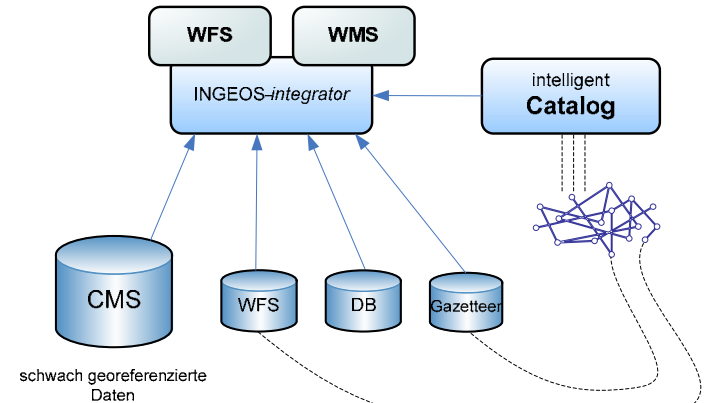 WFS
WMS
INGEOS-integrator
intelligent
Catalog
CMS
WFS
DB
Gazetteer
schwach georeferenzierte
Daten